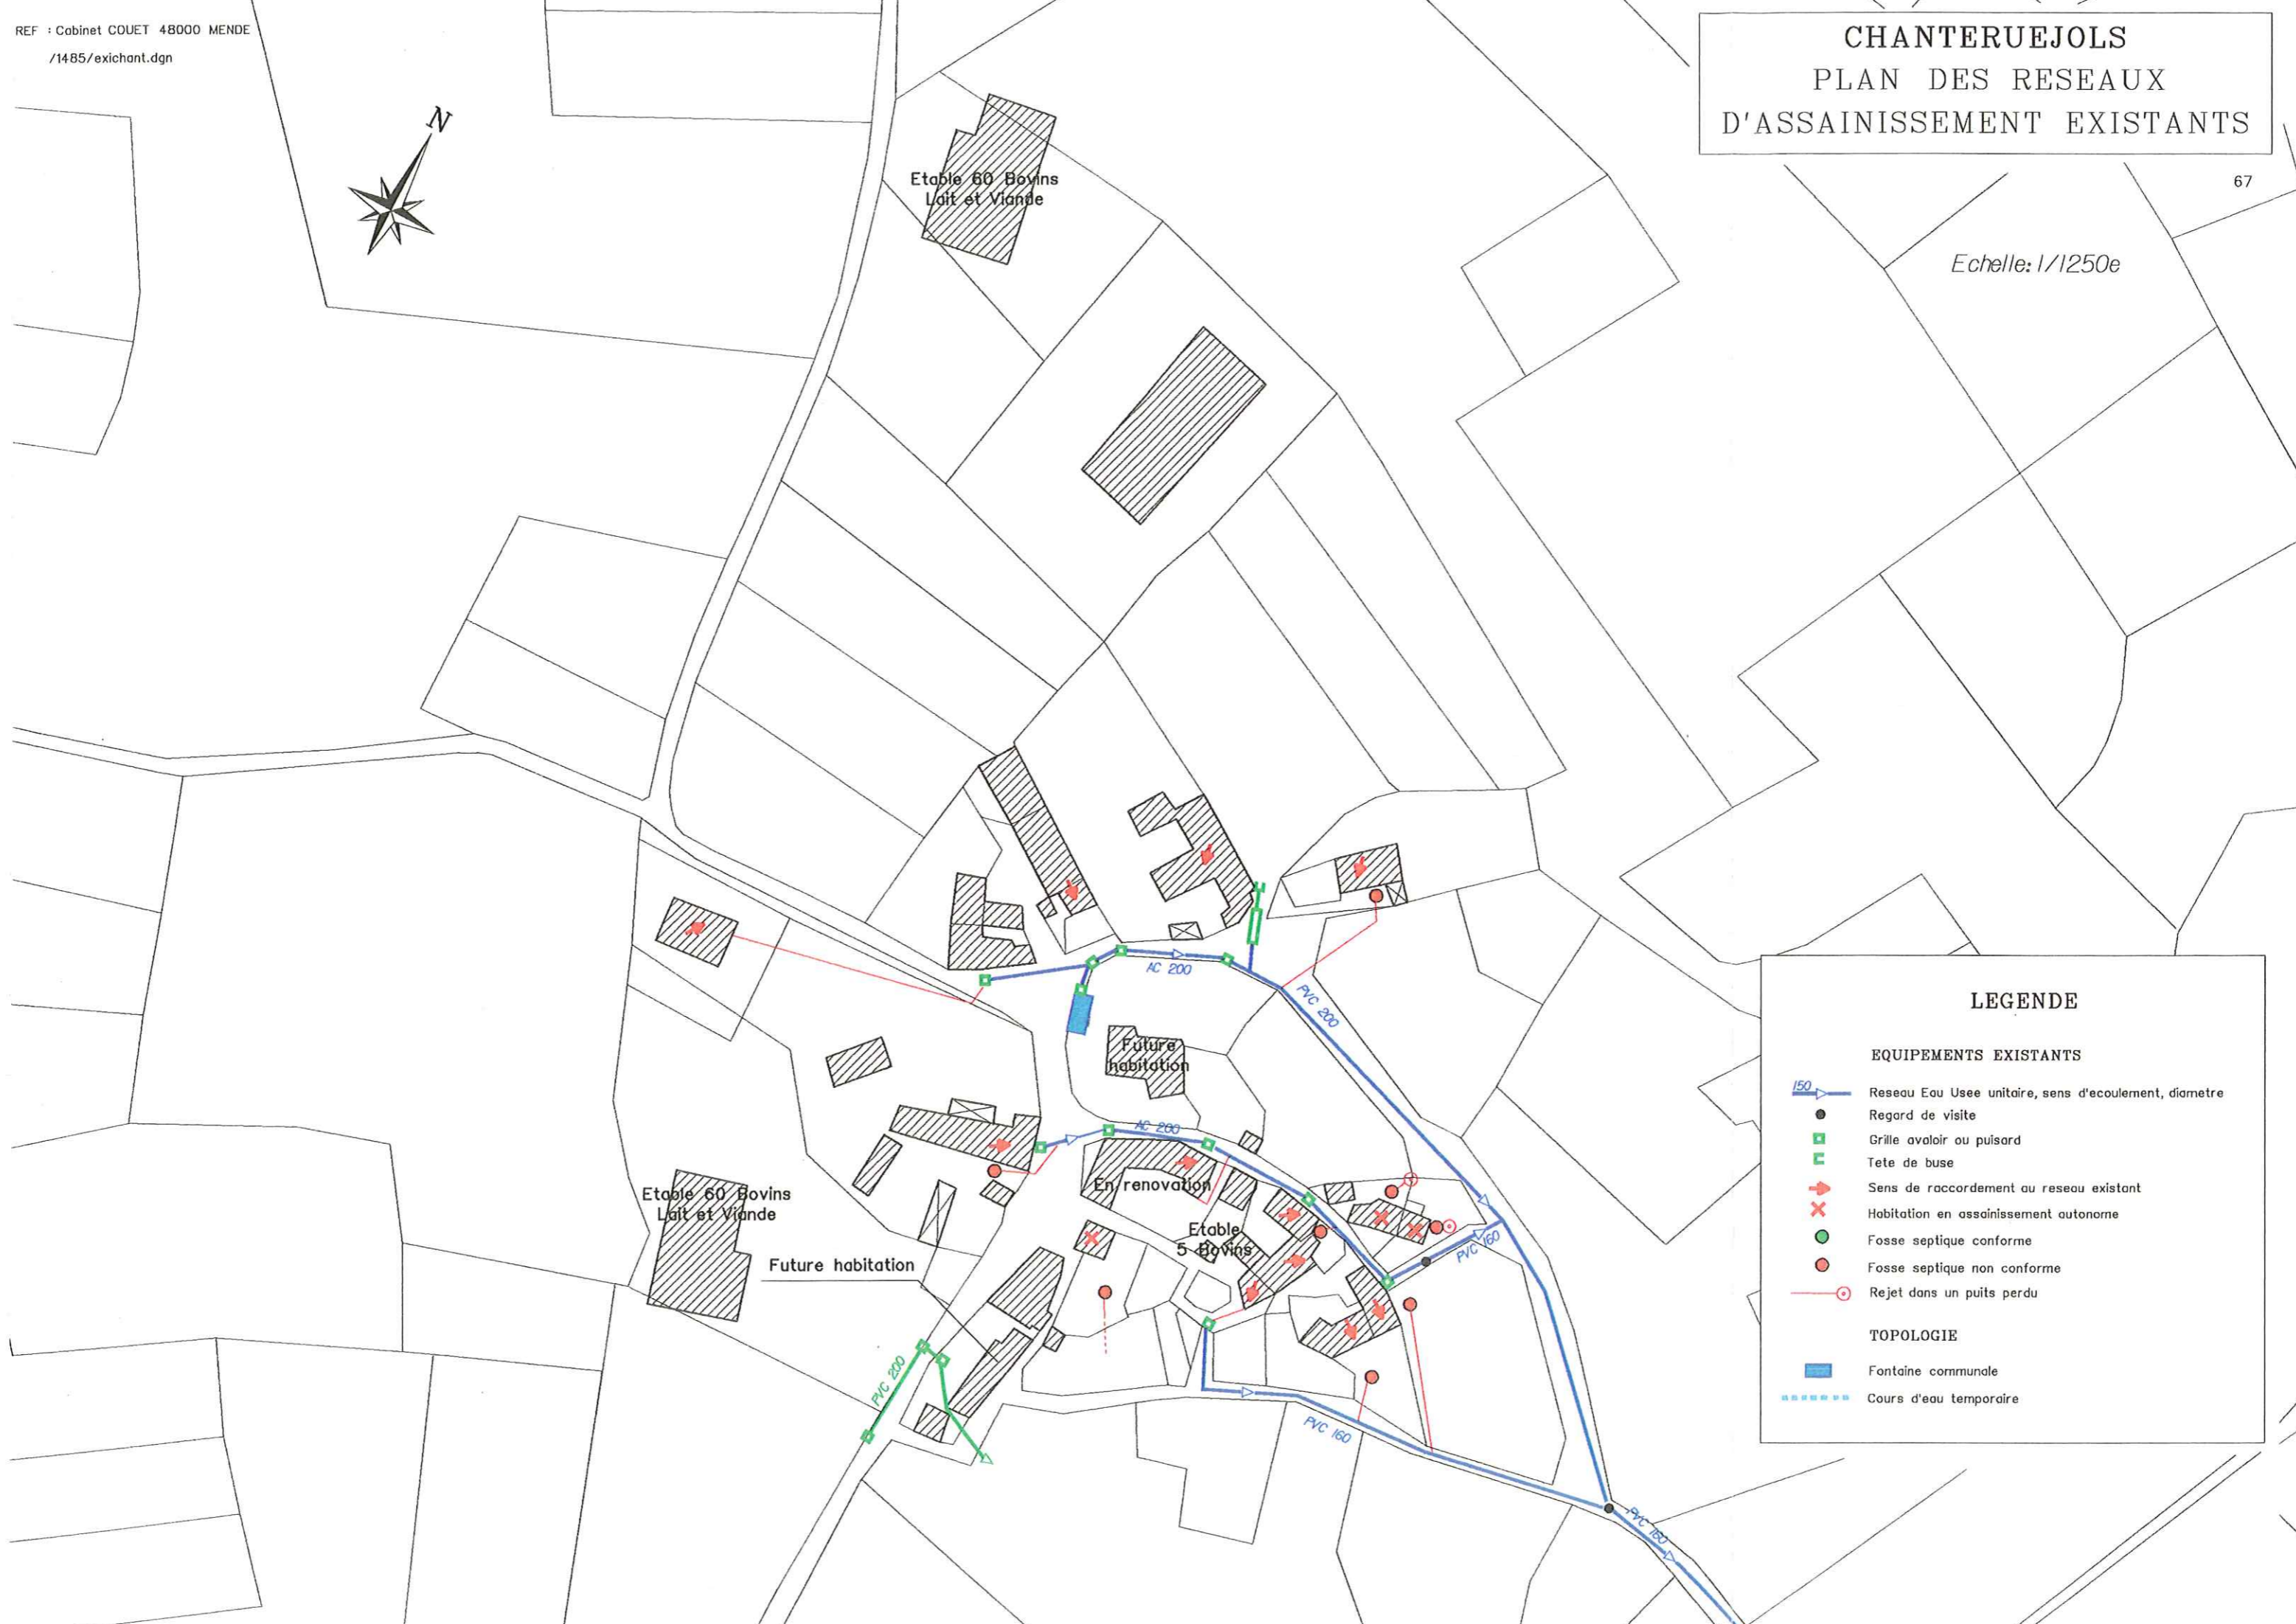 REF : Cabinet COUET 48000 MENDE
/1485/exichant.dgn
N
CHANTERUEJOLS
PLAN DES RESEAUX
D'ASSAINISSEMENT EXISTANTS
67
Echelle: 1/1250e
Etable 60 Bovins
Lait et Viande
AC 200
PVC 200
Future
habitation
AC 200
En renovation
Etable 60 Bovins
Lait et Viande
Etable
5 Bovins
PVC 160
Future habitation
PVC 200
PVC 160
PVC 160
LEGENDE
EQUIPEMENTS EXISTANTS
150
Reseau Eau Usee unitaire, sens d'ecoulement, diametre
Regard de visite
Grille avaloir ou puisard
Tete de buse
Sens de raccordement au reseau existant
Habitation en assainissement autonome
Fosse septique conforme
Fosse septique non conforme
Rejet dans un puits perdu
TOPOLOGIE
Fontaine communale
Cours d'eau temporaire